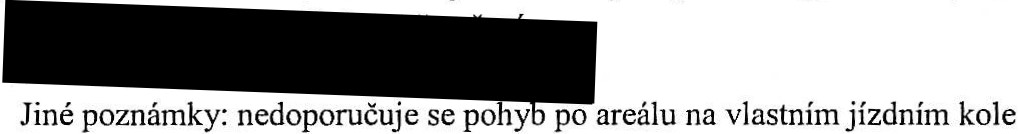 Jiné poznámky: nedoporučuje se pohyb po areálu na vlastním jízdním kole